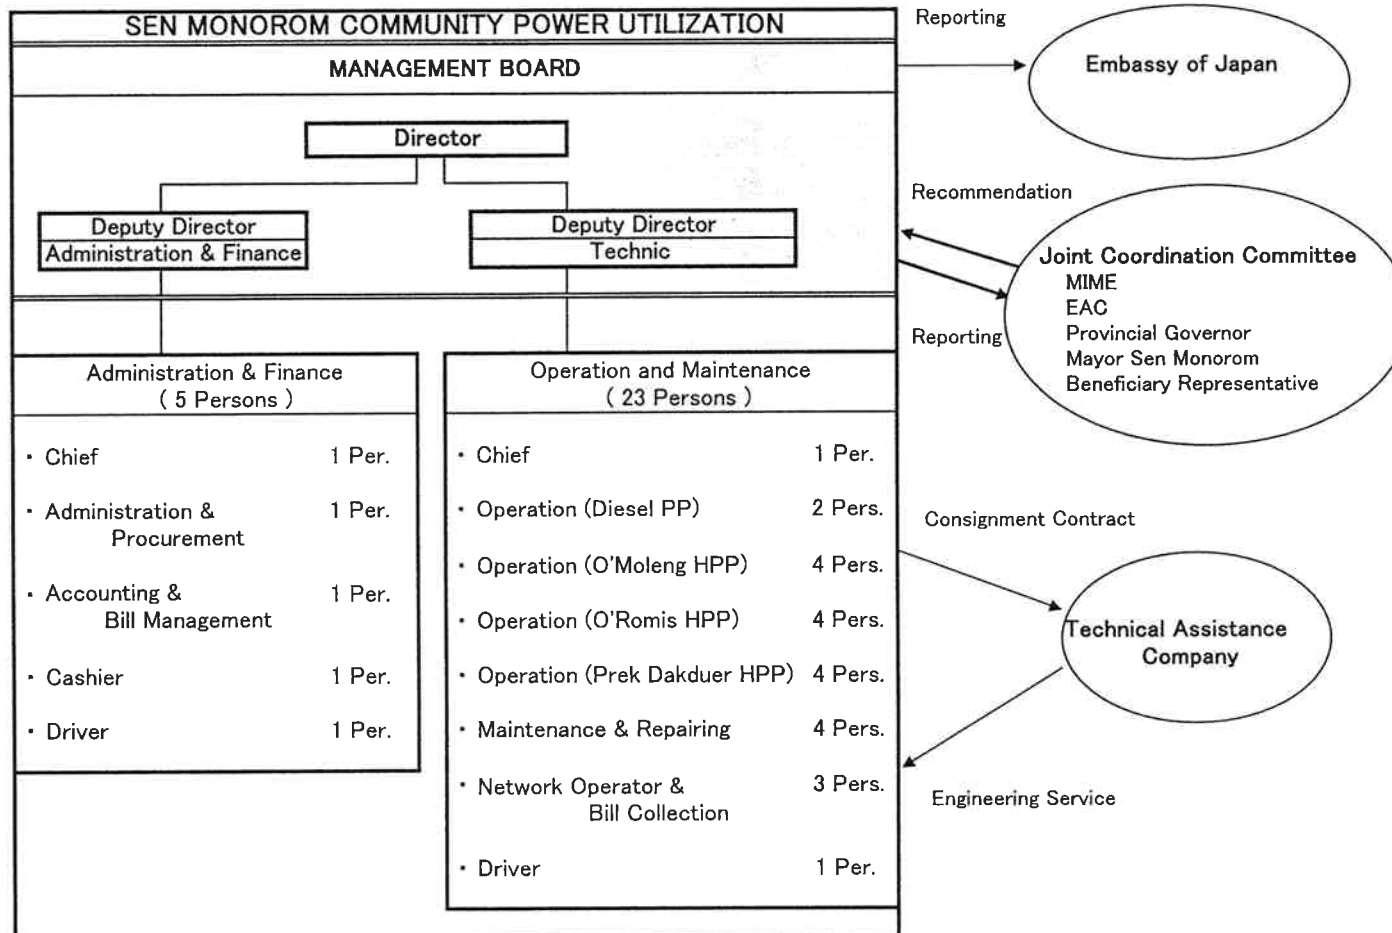 SEN MONOROM COMMUNITY POWER UTILIZATION
MANAGEMENT BOARD
Director
Deputy Director
Administration & Finance
Deputy Director
Technic
Administration & Finance
( 5 Persons )
・ Chief 1 Per.
・ Administration & 1 Per.
Procurement
・ Accounting & 1 Per.
Bill Management
・ Cashier 1 Per.
・ Driver 1 Per.
Operation and Maintenance
( 23 Persons )
・ Chief 1 Per.
・ Operation (Diesel PP) 2 Pers.
・ Operation (O'Moleng HPP) 4 Pers.
・ Operation (O'Romis HPP) 4 Pers.
・ Operation (Prek Dakduer HPP) 4 Pers.
・ Maintenance & Repairing 4 Pers.
・ Network Operator & 3 Pers.
Bill Collection
・ Driver 1 Per.
Reporting
Embassy of Japan
Recommendation
Joint Coordination Committee
MIME
EAC
Provincial Governor
Mayor Sen Monorom
Beneficiary Representative
Reporting
Consignment Contract
Technical Assistance
Company
Engineering Service